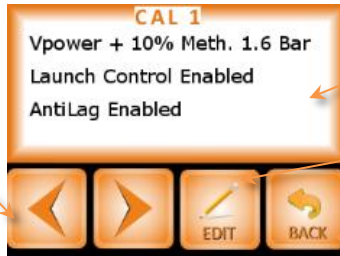 CAL 1
Vpower + 10% Meth. 1.6 Bar
Launch Control Enabled
AntiLag Enabled
EDIT
BACK